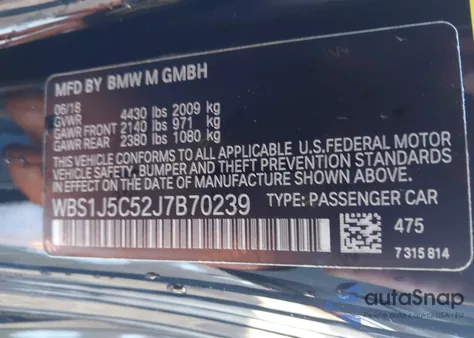 MFD BY BMW M GMBH
06/18
GVWR 4430 lbs 2009 kg
GAWR FRONT 2140 lbs 971 kg
GAWR REAR 2380 lbs 1080 kg
THIS VEHICLE CONFORMS TO ALL APPLICABLE U.S.FEDERAL MOTOR
VEHICLE SAFETY, BUMPER AND THEFT PREVENTION STANDARDS
IN EFFECT ON THE DATE OF MANUFACTURE SHOWN ABOVE.
WBS1J5C52J7B70239 TYPE: PASSENGER CAR
475
7 315 814
autoSnap